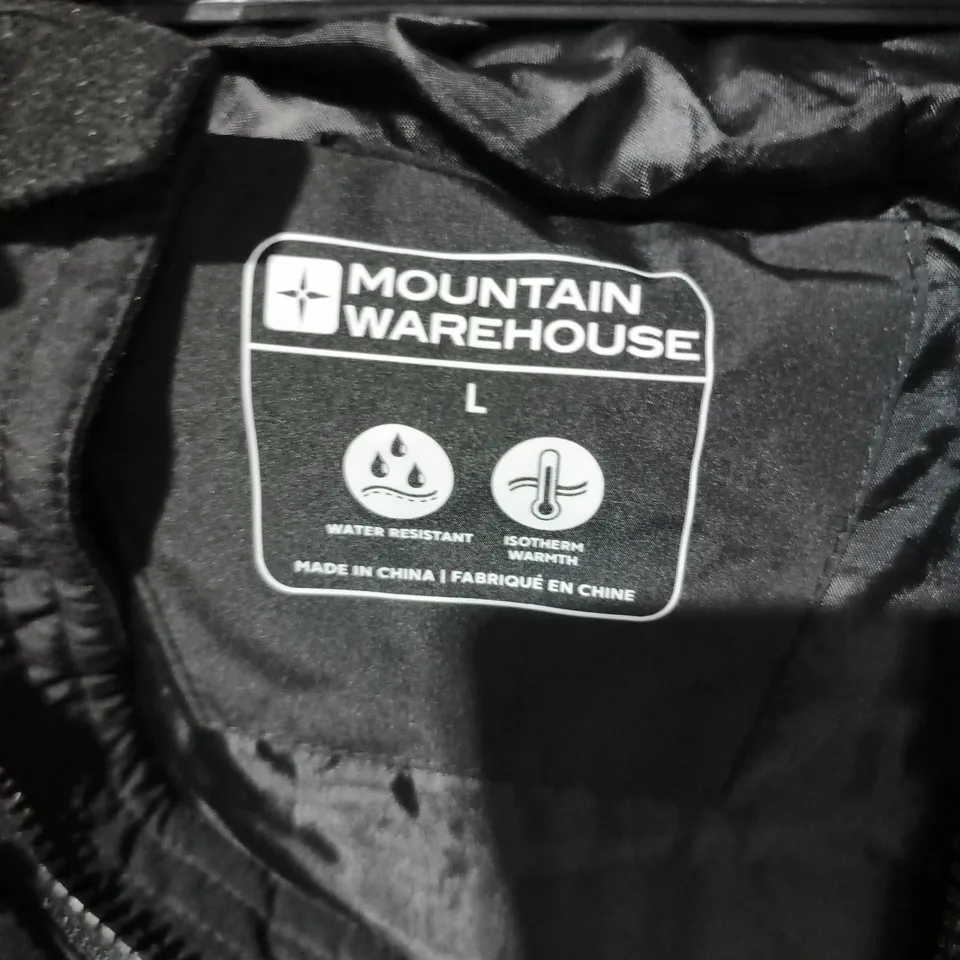 MOUNTAIN
WAREHOUSE
L
WATER RESISTANT
ISOTHERM
WARMTH
MADE IN CHINA | FABRIQUÉ EN CHINE